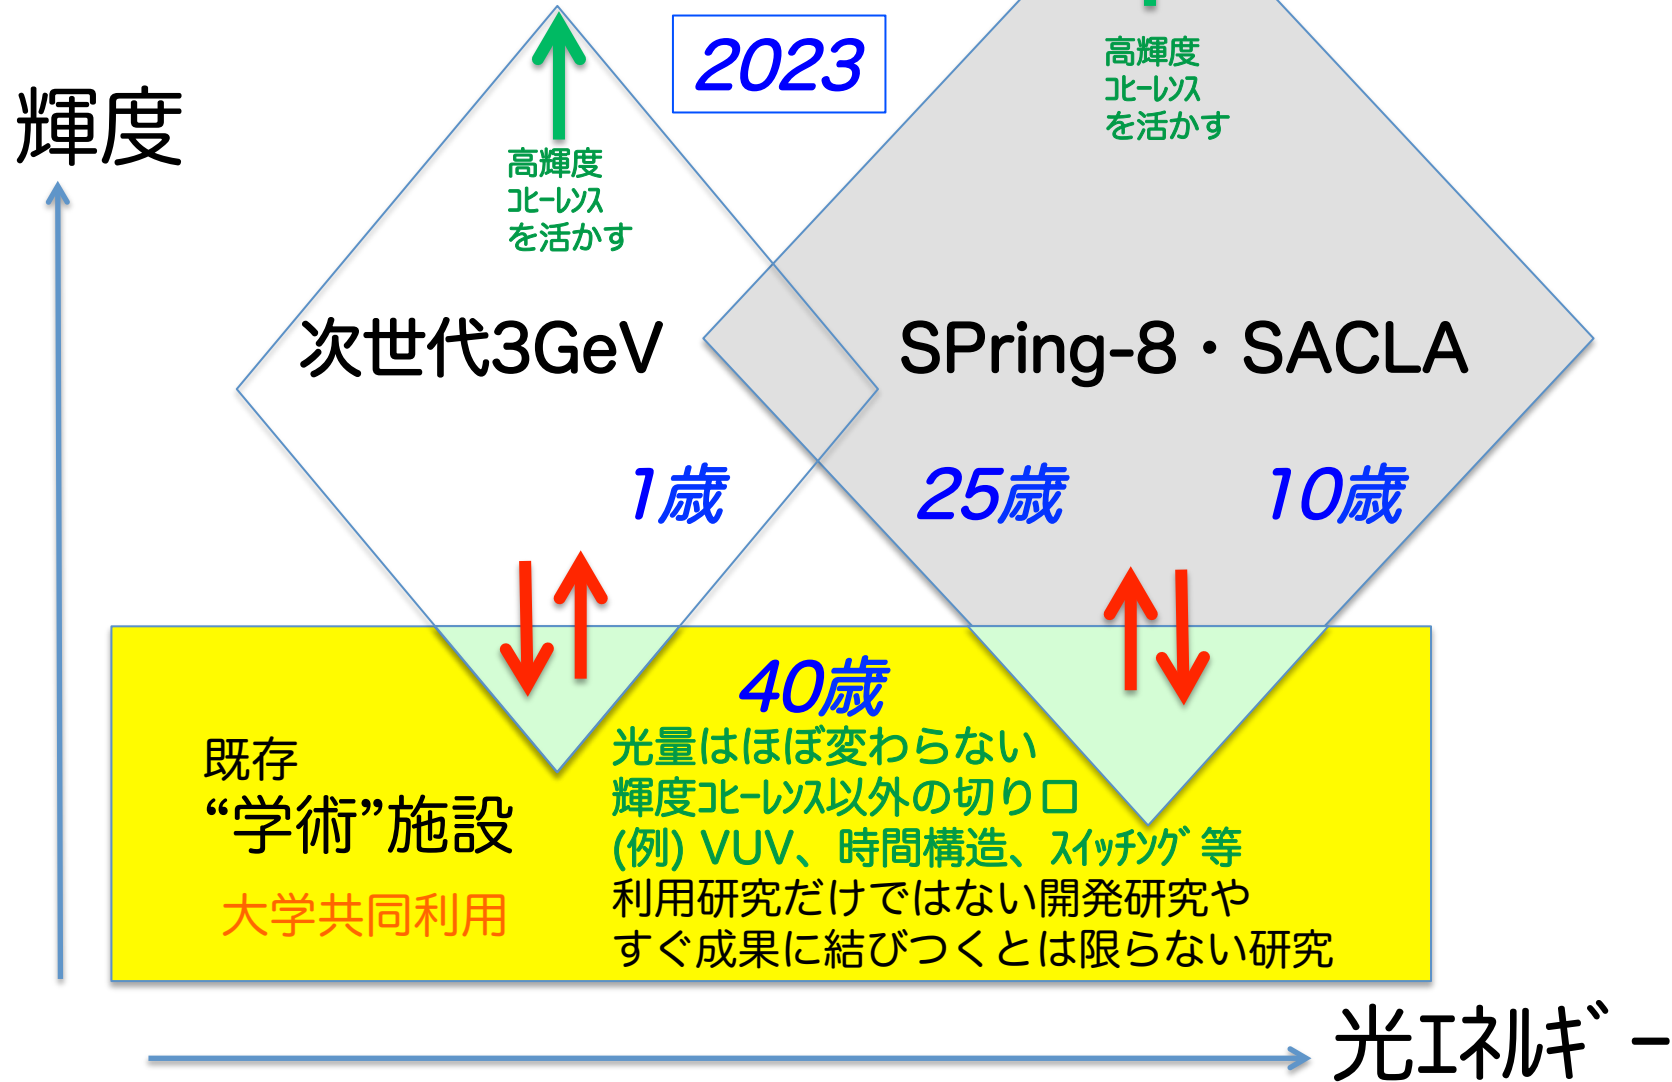 2023
輝度
高輝度
ｺﾋｰﾚﾝｽ
を活かす
高輝度
ｺﾋｰﾚﾝｽ
を活かす
次世代3GeV
SPring-8・SACLA
1歳
25歳
10歳
40歳
既存
“学術”施設
大学共同利用
光量はほぼ変わらない
輝度ｺﾋｰﾚﾝｽ以外の切り口
(例) VUV、時間構造、ｽｲｯﾁﾝｸﾞ等
利用研究だけではない開発研究や
すぐ成果に結びつくとは限らない研究
光ｴﾈﾙｷﾞｰ